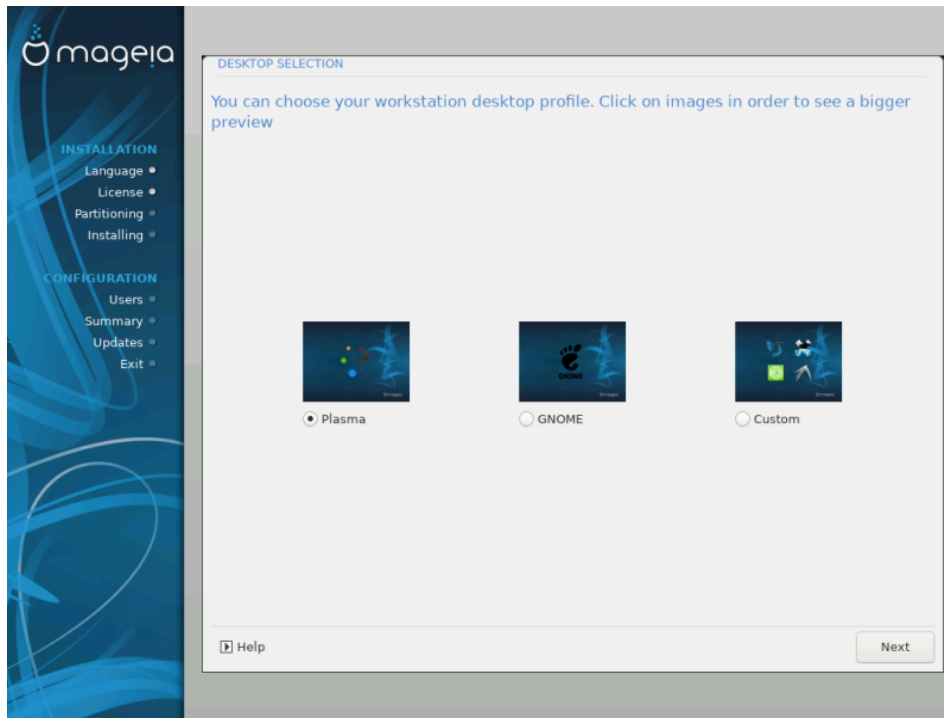 mageia
INSTALLATION
Language
License
Partitioning
Installing
CONFIGURATION
Users
Summary
Updates
Exit
DESKTOP SELECTION
You can choose your workstation desktop profile. Click on images in order to see a bigger
preview
GNOME
Plasma
GNOME
Custom
Help
Next